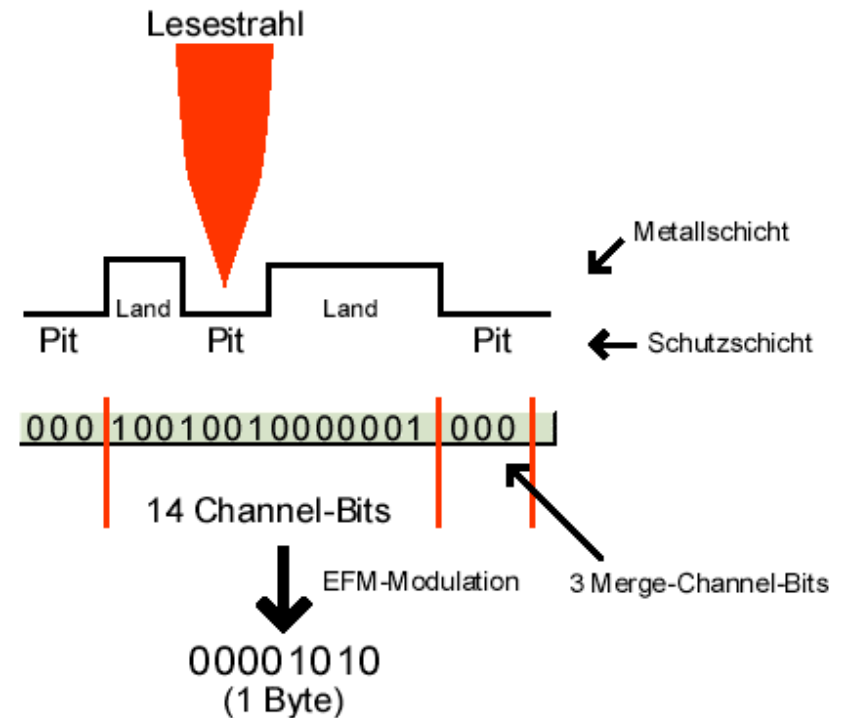 Lesestrahl
Metallschicht
Land
Land
Pit
Pit
Pit
Schutzschicht
000 10010010000001 000
14 Channel-Bits
EFM-Modulation
3 Merge-Channel-Bits
00001010
(1 Byte)